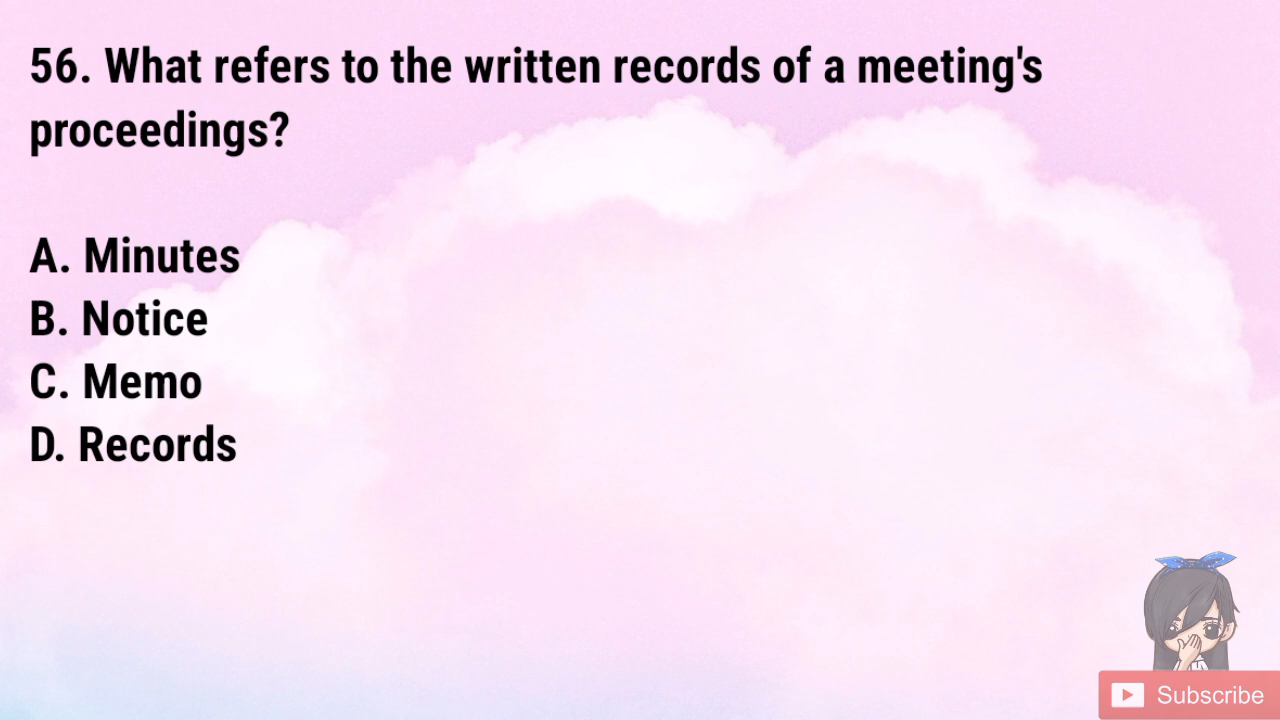 56. What refers to the written records of a meeting's
proceedings?
A. Minutes
B. Notice
C. Memo
D. Records
Subscribe